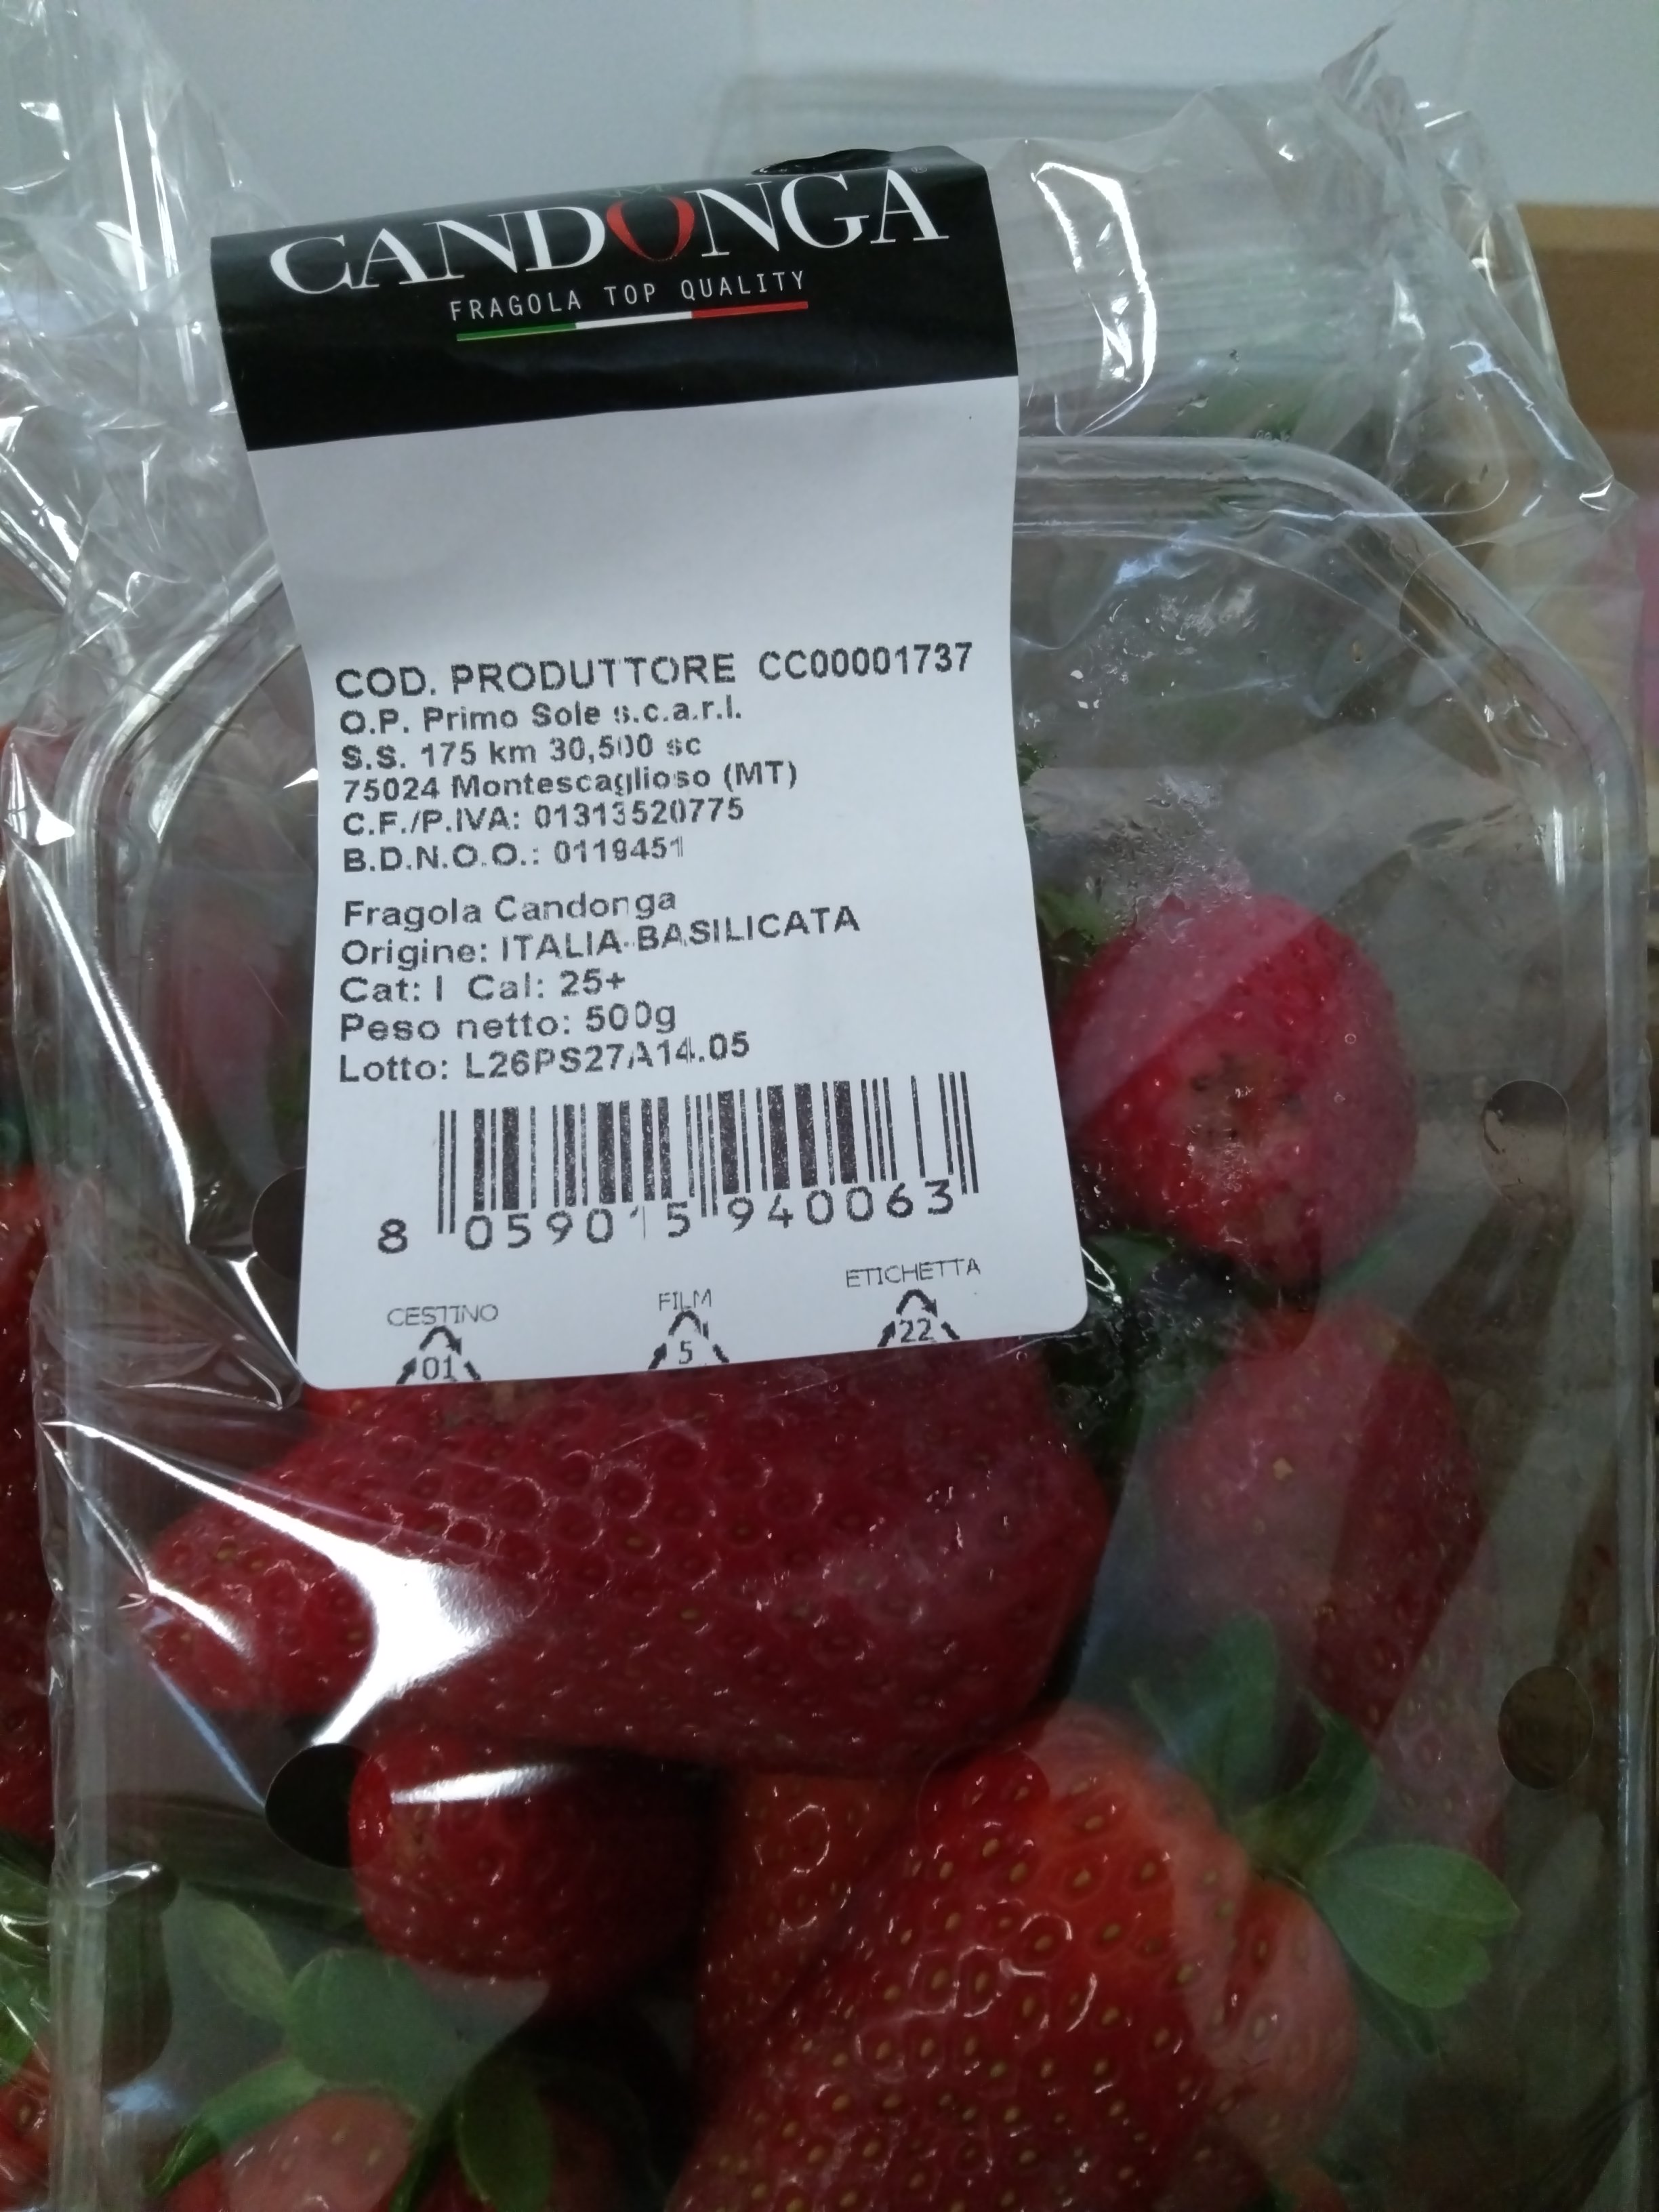 CANDONGA®
FRAGOLA TOP QUALITY
COD. PRODUTTORE CC00001737
O.P. Primo Sole s.c.a.r.l.
S.S. 175 km 30,500 sc
75024 Montescaglioso (MT)
C.F./P.IVA: 01313520775
B.D.N.O.O.: 0119451
Fragola Candonga
Origine: ITALIA-BASILICATA
Cat: I Cal: 25+
Peso netto: 500g
Lotto: L26PS27A14.05
8 059015 940063
CESTINO FILM ETICHETTA
01 5 22